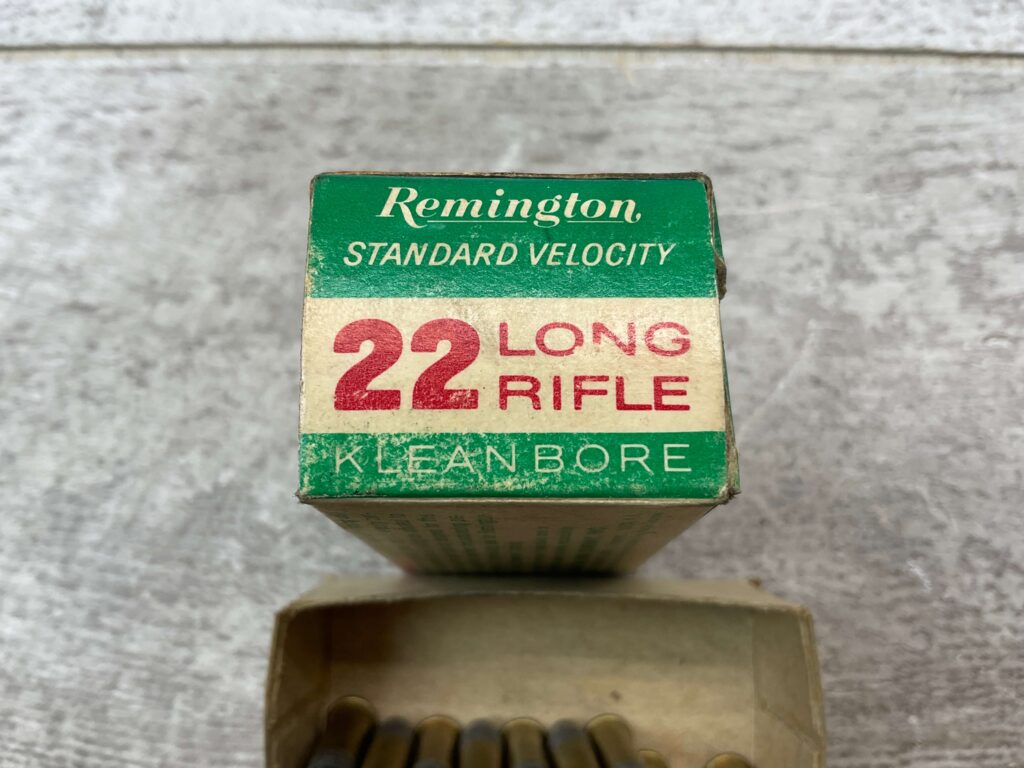 Remington
STANDARD VELOCITY
22 LONG
RIFLE
KLEANBORE